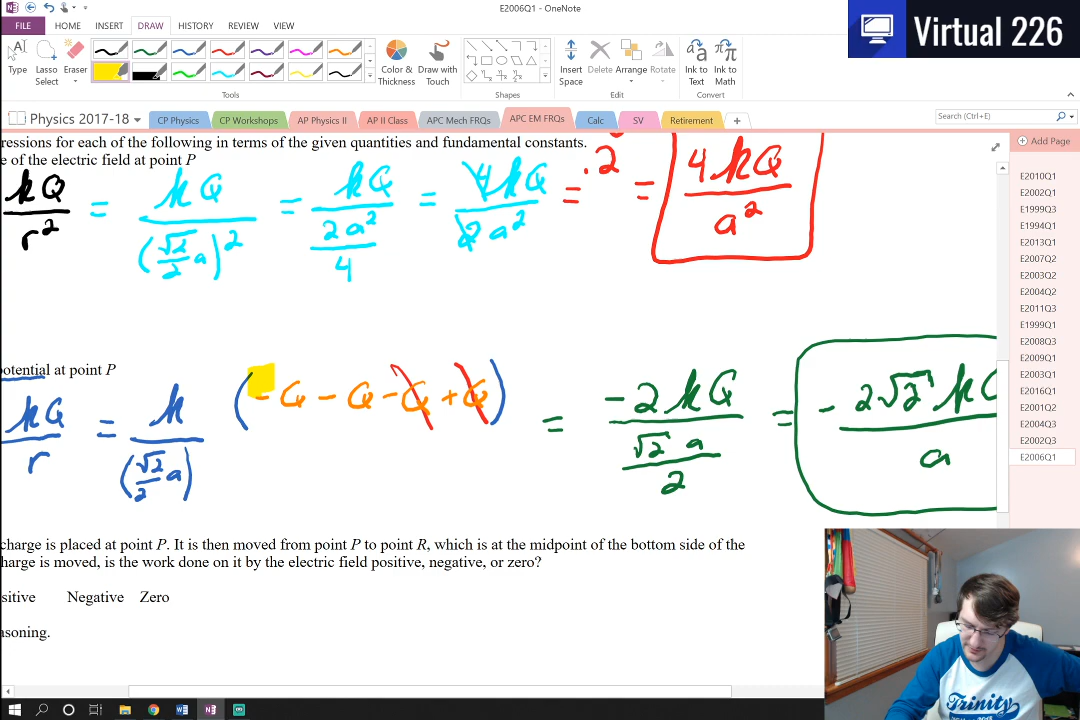 E2006Q1 - OneNote
Virtual 226
FILE HOME INSERT DRAW HISTORY REVIEW VIEW
Type Lasso Select Eraser Color & Thickness Draw with Touch Insert Space Delete Arrange Rotate Ink to Text Ink to Math
Tools Shapes Convert
Physics 2017-18 CP Physics CP Workshops AP Physics II AP II Class APC Mech FRQs APC EM FRQs Calc SV Retirement + Search (Ctrl+E)
Add Page
E2010Q1
E2002Q1
E1999Q3
E1994Q1
E2013Q1
E2007Q2
E2003Q2
E2004Q2
E2011Q3
E1999Q1
E2008Q3
E2009Q1
E2003Q1
E2016Q1
E2001Q2
E2004Q3
E2002Q3
E2006Q1
ressions for each of the following in terms of the given quantities and fundamental constants.
e of the electric field at point P
kQ/r² = kQ/(√2/2 a)² = kQ/(2a²/4) = 4kQ/2a² = .2 = 4kQ/a²
otential at point P
kQ/r = k/(√2/2 a) (-Q - Q - Q + Q) = -2kQ/(√2 a/2) = -2√2 kQ/a
charge is placed at point P. It is then moved from point P to point R, which is at the midpoint of the bottom side of the
harge is moved, is the work done on it by the electric field positive, negative, or zero?
sitive Negative Zero
asoning.
Trinity